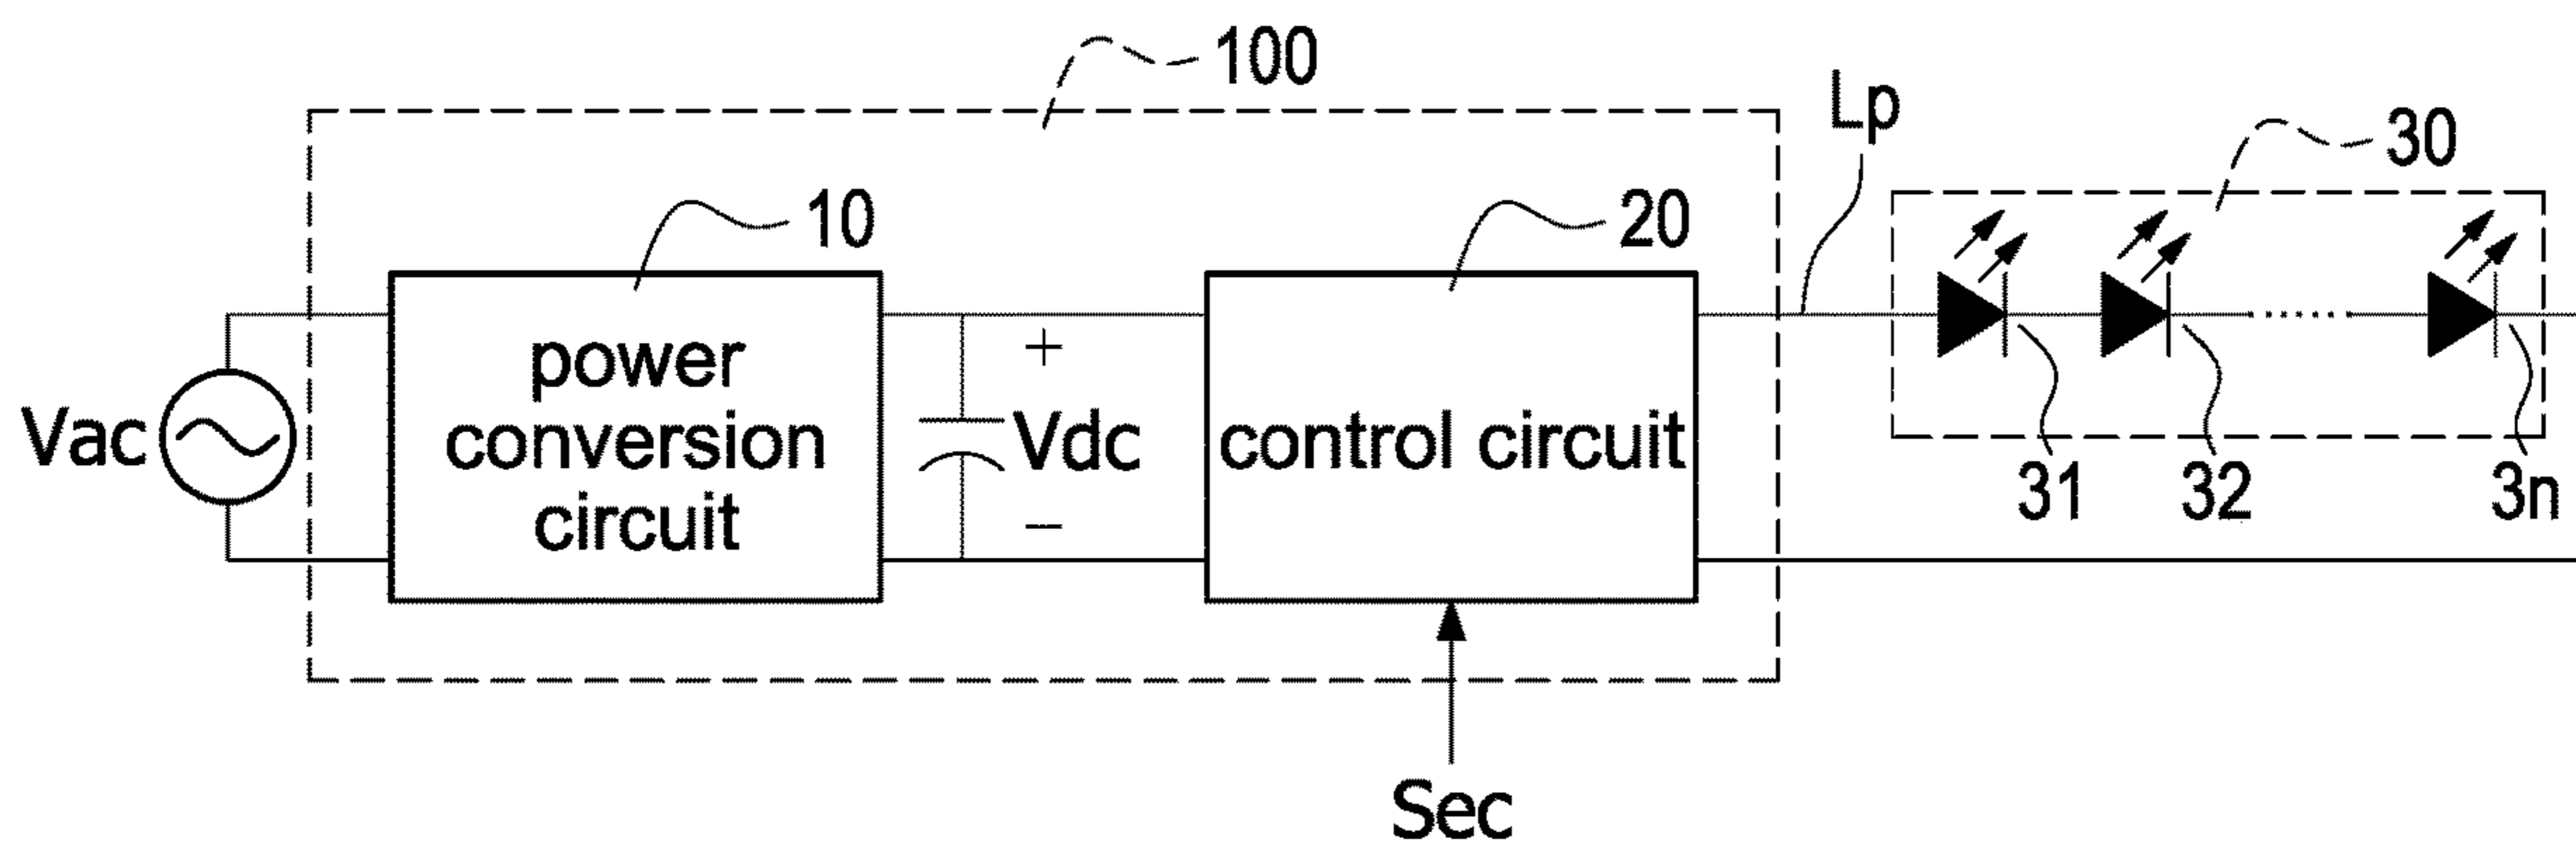 100
Lp
30
10
20
power
conversion
circuit
+
Vdc
–
control circuit
Vac
31
32
3n
Sec